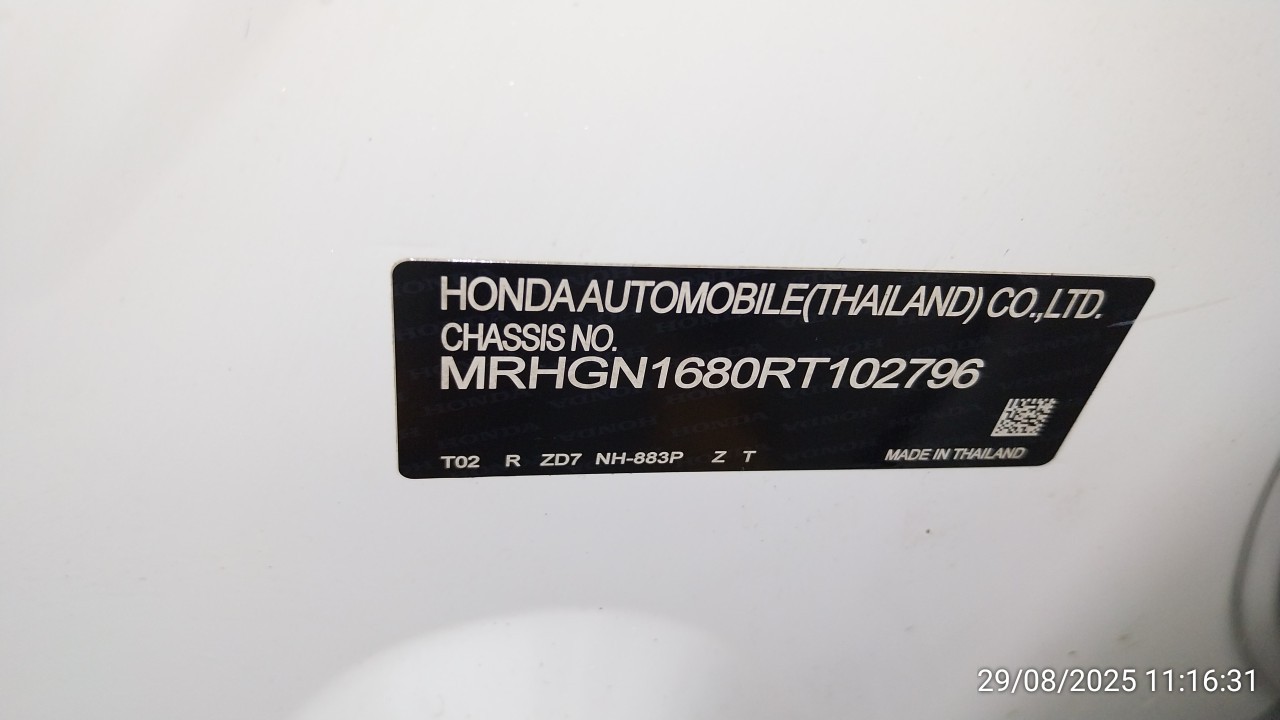 HONDA AUTOMOBILE(THAILAND) CO.,LTD.
CHASSIS NO.
MRHGN1680RT102796
T02 R ZD7 NH-883P Z T MADE IN THAILAND
29/08/2025 11:16:31